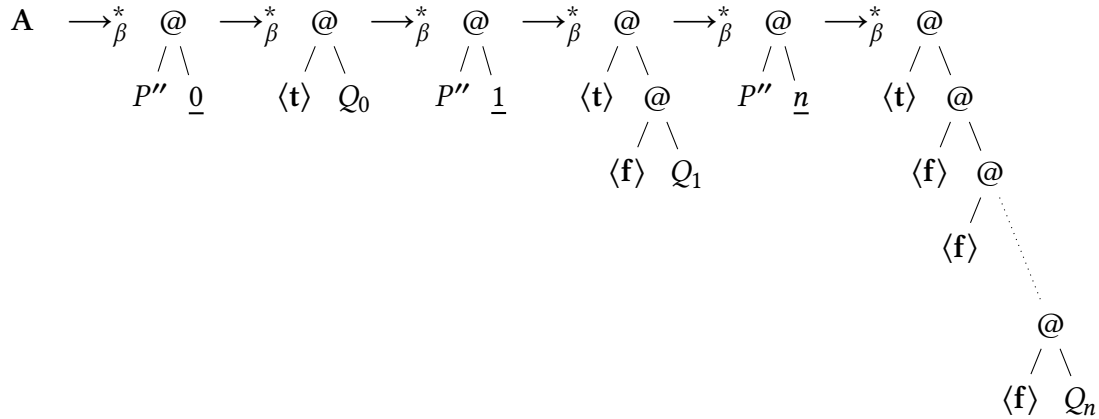 A ⟶*β @ ⟶*β @ ⟶*β @ ⟶*β @ ⟶*β @ ⟶*β @
P″ 0 ⟨t⟩ Q0 P″ 1 ⟨t⟩ @ P″ n ⟨t⟩ @
⟨f⟩ Q1 ⟨f⟩ @
⟨f⟩
@
⟨f⟩ Qn